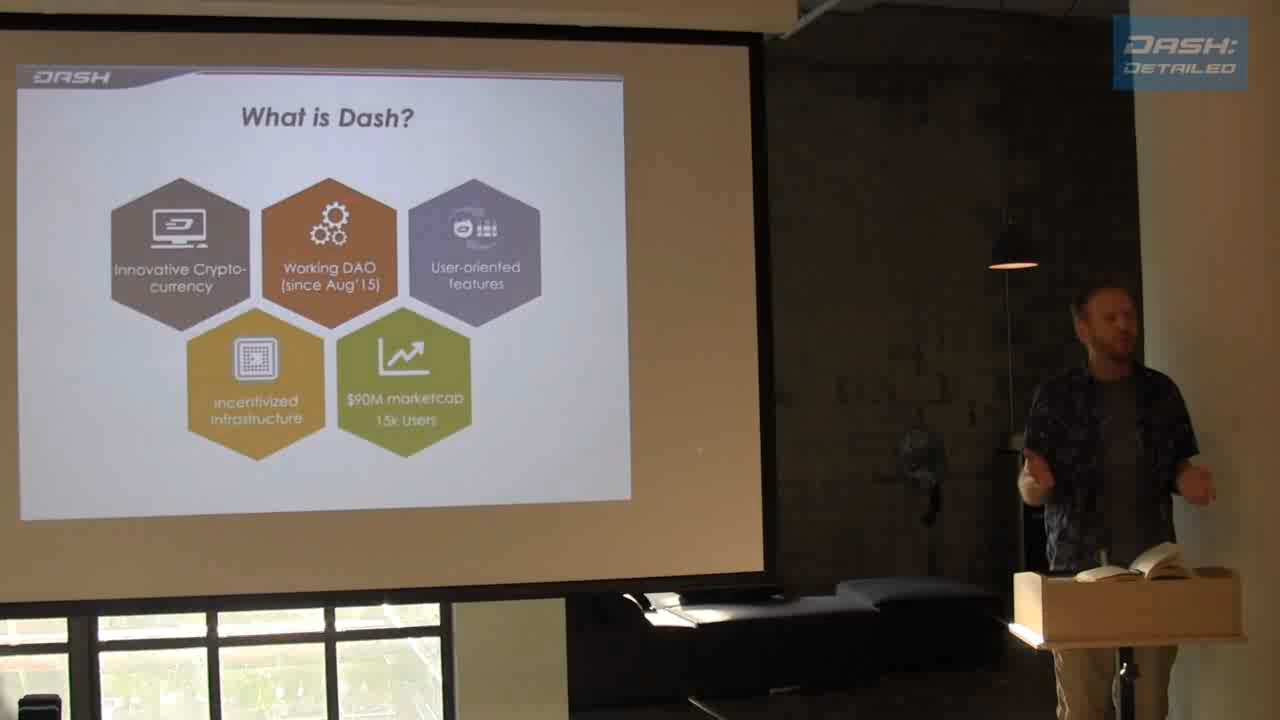 DASH:
DETAILED
DASH
What is Dash?
Innovative Crypto-
currency
Working DAO
(since Aug'15)
User-oriented
features
Incentivized
Infrastructure
$90M marketcap
15k Users